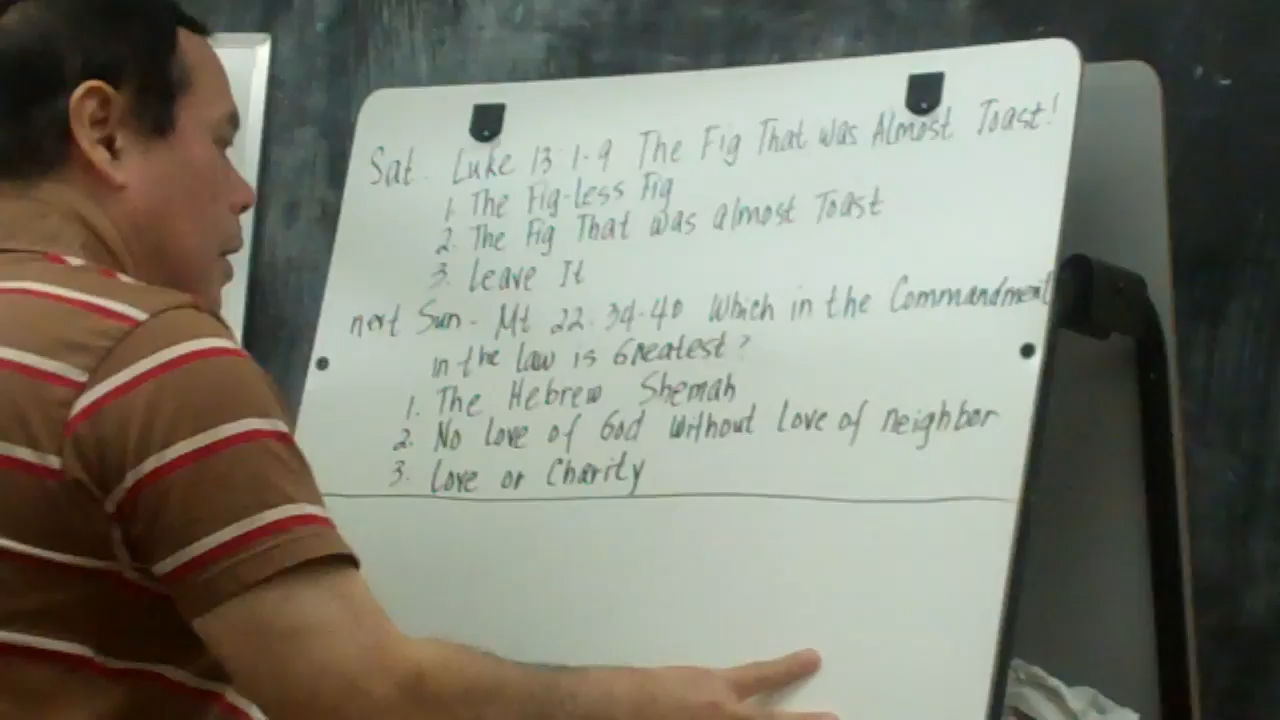 Sat. Luke 13:1-9 The Fig That was Almost Toast!
1. The Fig-less Fig
2. The Fig That was almost Toast
3. Leave It
next Sun. Mt 22:34-40 Which in the Commandment
in the law is Greatest?
1. The Hebrew Shemah
2. No Love of God without Love of neighbor
3. Love or Charity